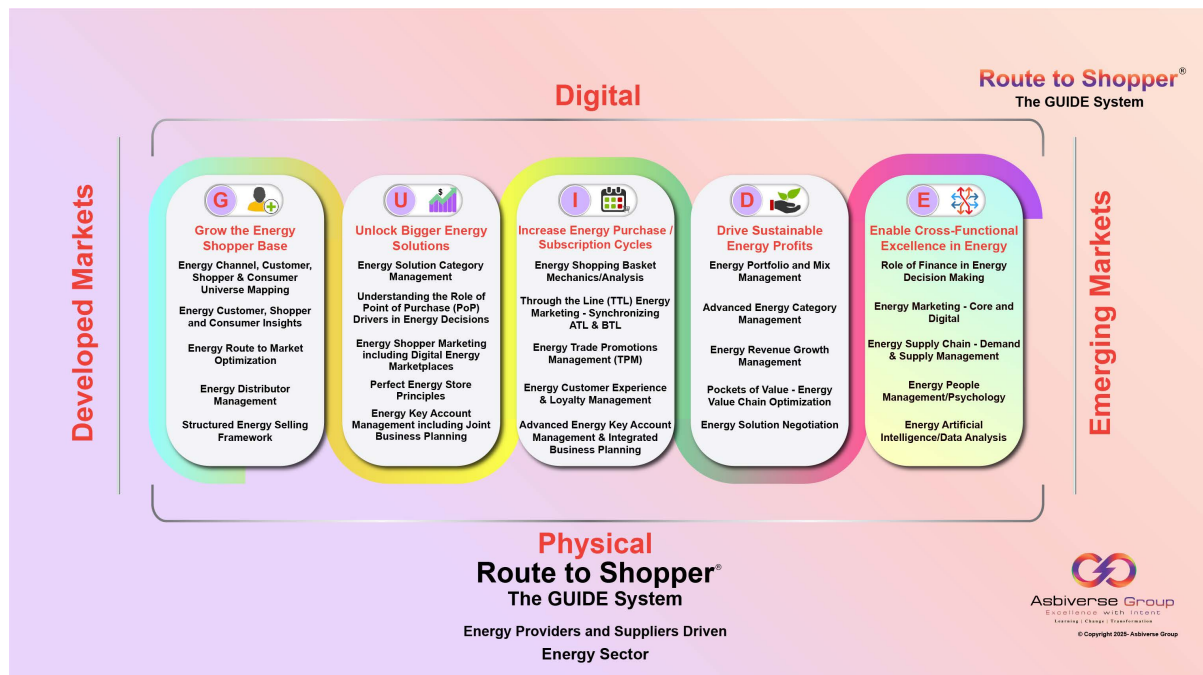 Route to Shopper®
The GUIDE System
Digital
Developed Markets
Emerging Markets
G
Grow the Energy
Shopper Base
Energy Channel, Customer,
Shopper & Consumer
Universe Mapping
Energy Customer, Shopper
and Consumer Insights
Energy Route to Market
Optimization
Energy Distributor
Management
Structured Energy Selling
Framework
U
$
Unlock Bigger Energy
Solutions
Energy Solution Category
Management
Understanding the Role of
Point of Purchase (PoP)
Drivers in Energy Decisions
Energy Shopper Marketing
including Digital Energy
Marketplaces
Perfect Energy Store
Principles
Energy Key Account
Management including Joint
Business Planning
I
Increase Energy Purchase /
Subscription Cycles
Energy Shopping Basket
Mechanics/Analysis
Through the Line (TTL) Energy
Marketing - Synchronizing
ATL & BTL
Energy Trade Promotions
Management (TPM)
Energy Customer Experience
& Loyalty Management
Advanced Energy Key Account
Management & Integrated
Business Planning
D
Drive Sustainable
Energy Profits
Energy Portfolio and Mix
Management
Advanced Energy Category
Management
Energy Revenue Growth
Management
Pockets of Value - Energy
Value Chain Optimization
Energy Solution Negotiation
E
Enable Cross-Functional
Excellence in Energy
Role of Finance in Energy
Decision Making
Energy Marketing - Core and
Digital
Energy Supply Chain - Demand
& Supply Management
Energy People
Management/Psychology
Energy Artificial
Intelligence/Data Analysis
Physical
Route to Shopper®
The GUIDE System
Energy Providers and Suppliers Driven
Energy Sector
Asbiverse Group
Excellence with Intent
Learning | Change | Transformation
© Copyright 2025- Asbiverse Group